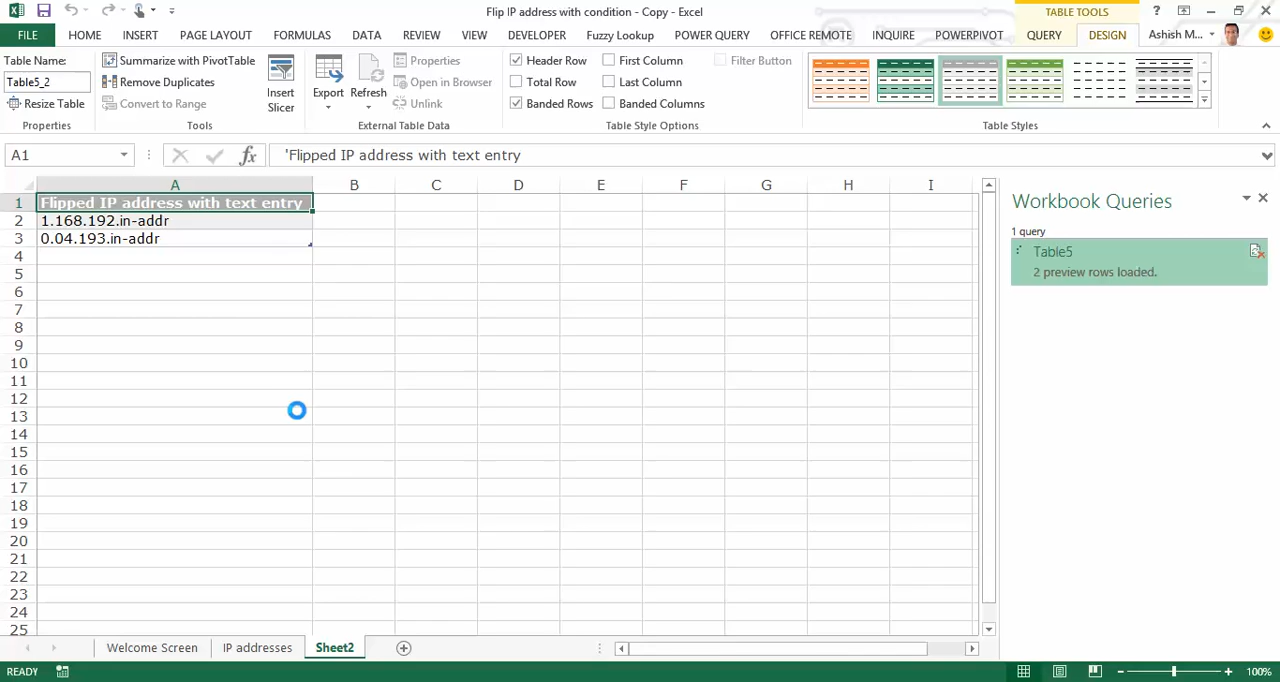 Flip IP address with condition - Copy - Excel
TABLE TOOLS
?
FILE HOME INSERT PAGE LAYOUT FORMULAS DATA REVIEW VIEW DEVELOPER Fuzzy Lookup POWER QUERY OFFICE REMOTE INQUIRE POWERPIVOT QUERY DESIGN Ashish M...
Table Name:
Table5_2
Resize Table
Properties
Summarize with PivotTable
Remove Duplicates
Convert to Range
Insert
Slicer
Tools
Export
Refresh
Properties
Open in Browser
Unlink
External Table Data
Header Row
Total Row
Banded Rows
First Column
Last Column
Banded Columns
Filter Button
Table Style Options
Table Styles
A1
fx
'Flipped IP address with text entry
A B C D E F G H I
1 Flipped IP address with text entry
2 1.168.192.in-addr
3 0.04.193.in-addr
4
5
6
7
8
9
10
11
12
13
14
15
16
17
18
19
20
21
22
23
24
25
Workbook Queries
1 query
Table5
2 preview rows loaded.
Welcome Screen IP addresses Sheet2
READY
100%